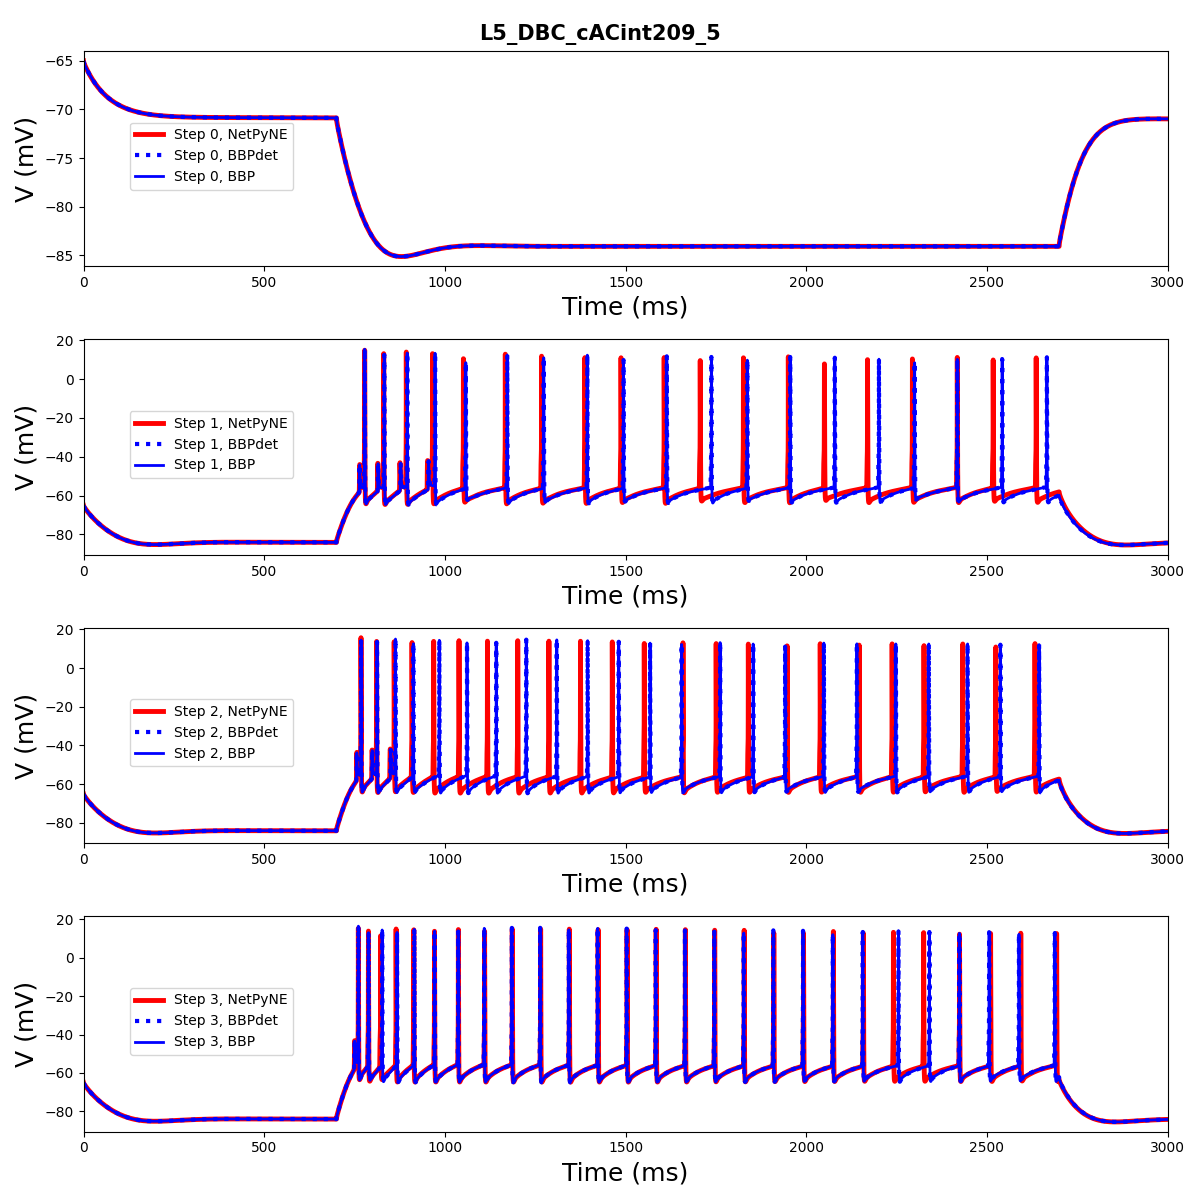 L5_DBC_cACint209_5
−65
−70
−75
−80
−85
V (mV)
Step 0, NetPyNE
Step 0, BBPdet
Step 0, BBP
0 500 1000 1500 2000 2500 3000
Time (ms)
20
0
−20
−40
−60
−80
V (mV)
Step 1, NetPyNE
Step 1, BBPdet
Step 1, BBP
0 500 1000 1500 2000 2500 3000
Time (ms)
20
0
−20
−40
−60
−80
V (mV)
Step 2, NetPyNE
Step 2, BBPdet
Step 2, BBP
0 500 1000 1500 2000 2500 3000
Time (ms)
20
0
−20
−40
−60
−80
V (mV)
Step 3, NetPyNE
Step 3, BBPdet
Step 3, BBP
0 500 1000 1500 2000 2500 3000
Time (ms)